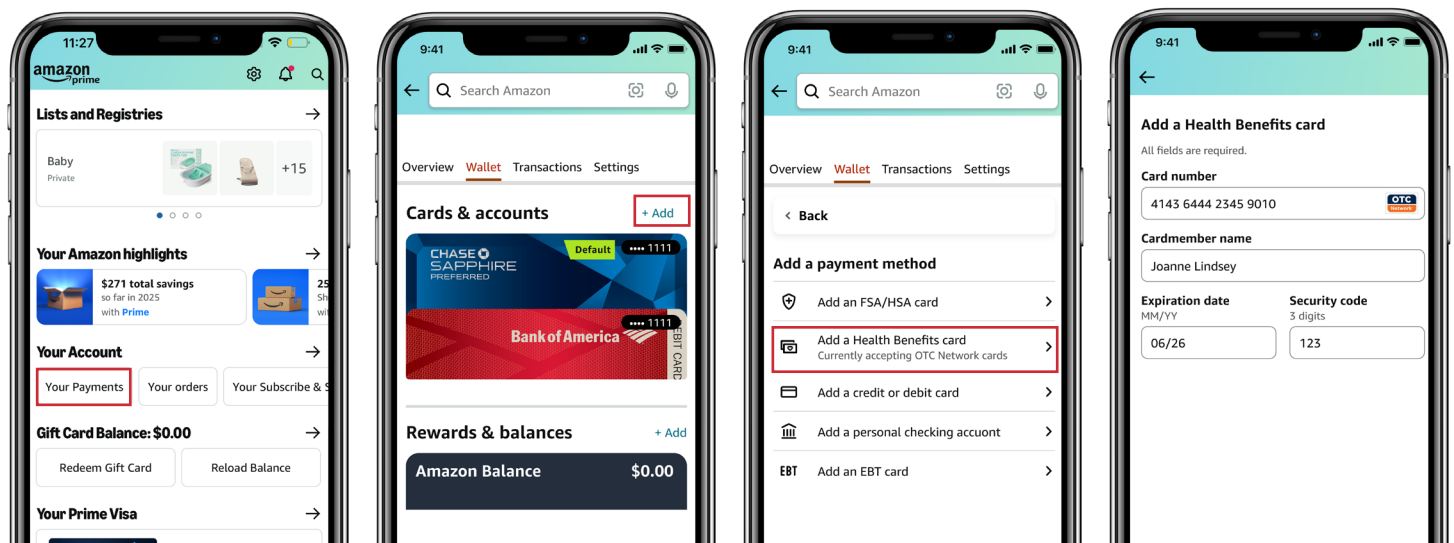 11:27
amazon
prime
Lists and Registries
Baby
Private
+15
Your Amazon highlights
$271 total savings
so far in 2025
with Prime
25
Sh
wit
Your Account
Your Payments Your orders Your Subscribe & S
Gift Card Balance: $0.00
Redeem Gift Card Reload Balance
Your Prime Visa
9:41
Search Amazon
Overview Wallet Transactions Settings
Cards & accounts + Add
CHASE
SAPPHIRE
PREFERRED
Default
•••• 1111
Bank of America
•••• 1111
DEBIT CARD
Rewards & balances + Add
Amazon Balance $0.00
9:41
Search Amazon
Overview Wallet Transactions Settings
‹ Back
Add a payment method
Add an FSA/HSA card
Add a Health Benefits card
Currently accepting OTC Network cards
Add a credit or debit card
Add a personal checking accuont
EBT Add an EBT card
9:41
Add a Health Benefits card
All fields are required.
Card number
4143 6444 2345 9010
OTC
Network
Cardmember name
Joanne Lindsey
Expiration date
MM/YY
06/26
Security code
3 digits
123